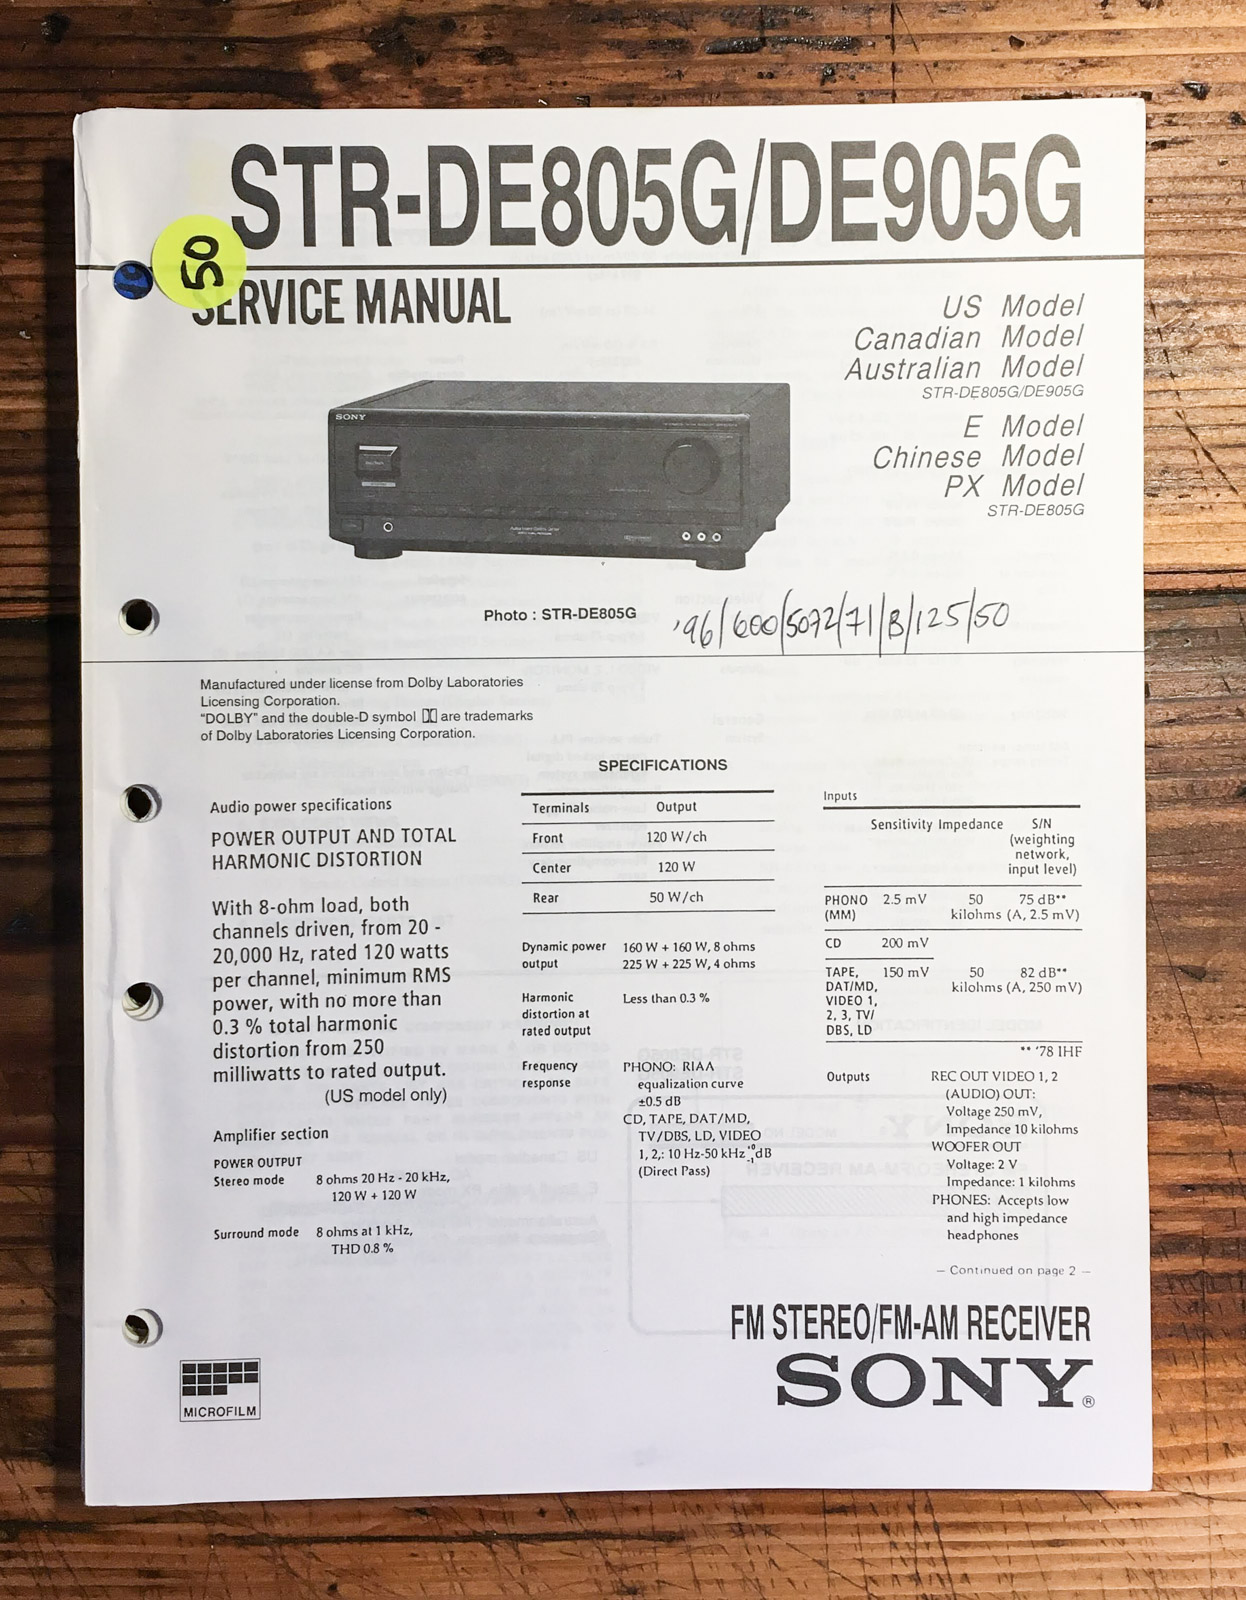 STR-DE805G/DE905G
50
SERVICE MANUAL
US Model
Canadian Model
Australian Model
STR-DE805G/DE905G
E Model
Chinese Model
PX Model
STR-DE805G
SONY
Photo : STR-DE805G
'96/600/5072/71/B/125/50
Manufactured under license from Dolby Laboratories
Licensing Corporation.
“DOLBY” and the double-D symbol are trademarks
of Dolby Laboratories Licensing Corporation.
SPECIFICATIONS
Audio power specifications
POWER OUTPUT AND TOTAL
HARMONIC DISTORTION
With 8-ohm load, both
channels driven, from 20 -
20,000 Hz, rated 120 watts
per channel, minimum RMS
power, with no more than
0.3 % total harmonic
distortion from 250
milliwatts to rated output.
(US model only)
Amplifier section
POWER OUTPUT
Stereo mode 8 ohms 20 Hz - 20 kHz,
120 W + 120 W
Surround mode 8 ohms at 1 kHz,
THD 0.8 %
Terminals Output
Front 120 W/ch
Center 120 W
Rear 50 W/ch
Dynamic power 160 W + 160 W, 8 ohms
output 225 W + 225 W, 4 ohms
Harmonic Less than 0.3 %
distortion at
rated output
Frequency PHONO: RIAA
response equalization curve
±0.5 dB
CD, TAPE, DAT/MD,
TV/DBS, LD, VIDEO
1, 2,: 10 Hz-50 kHz +0 -1 dB
(Direct Pass)
Inputs
Sensitivity Impedance S/N
(weighting
network,
input level)
PHONO 2.5 mV 50 75 dB**
(MM) kilohms (A, 2.5 mV)
CD 200 mV
TAPE, 150 mV 50 82 dB**
DAT/MD, kilohms (A, 250 mV)
VIDEO 1,
2, 3, TV/
DBS, LD
** '78 IHF
Outputs REC OUT VIDEO 1, 2
(AUDIO) OUT:
Voltage 250 mV,
Impedance 10 kilohms
WOOFER OUT
Voltage: 2 V
Impedance: 1 kilohms
PHONES: Accepts low
and high impedance
headphones
– Continued on page 2 –
FM STEREO/FM-AM RECEIVER
SONY®
MICROFILM